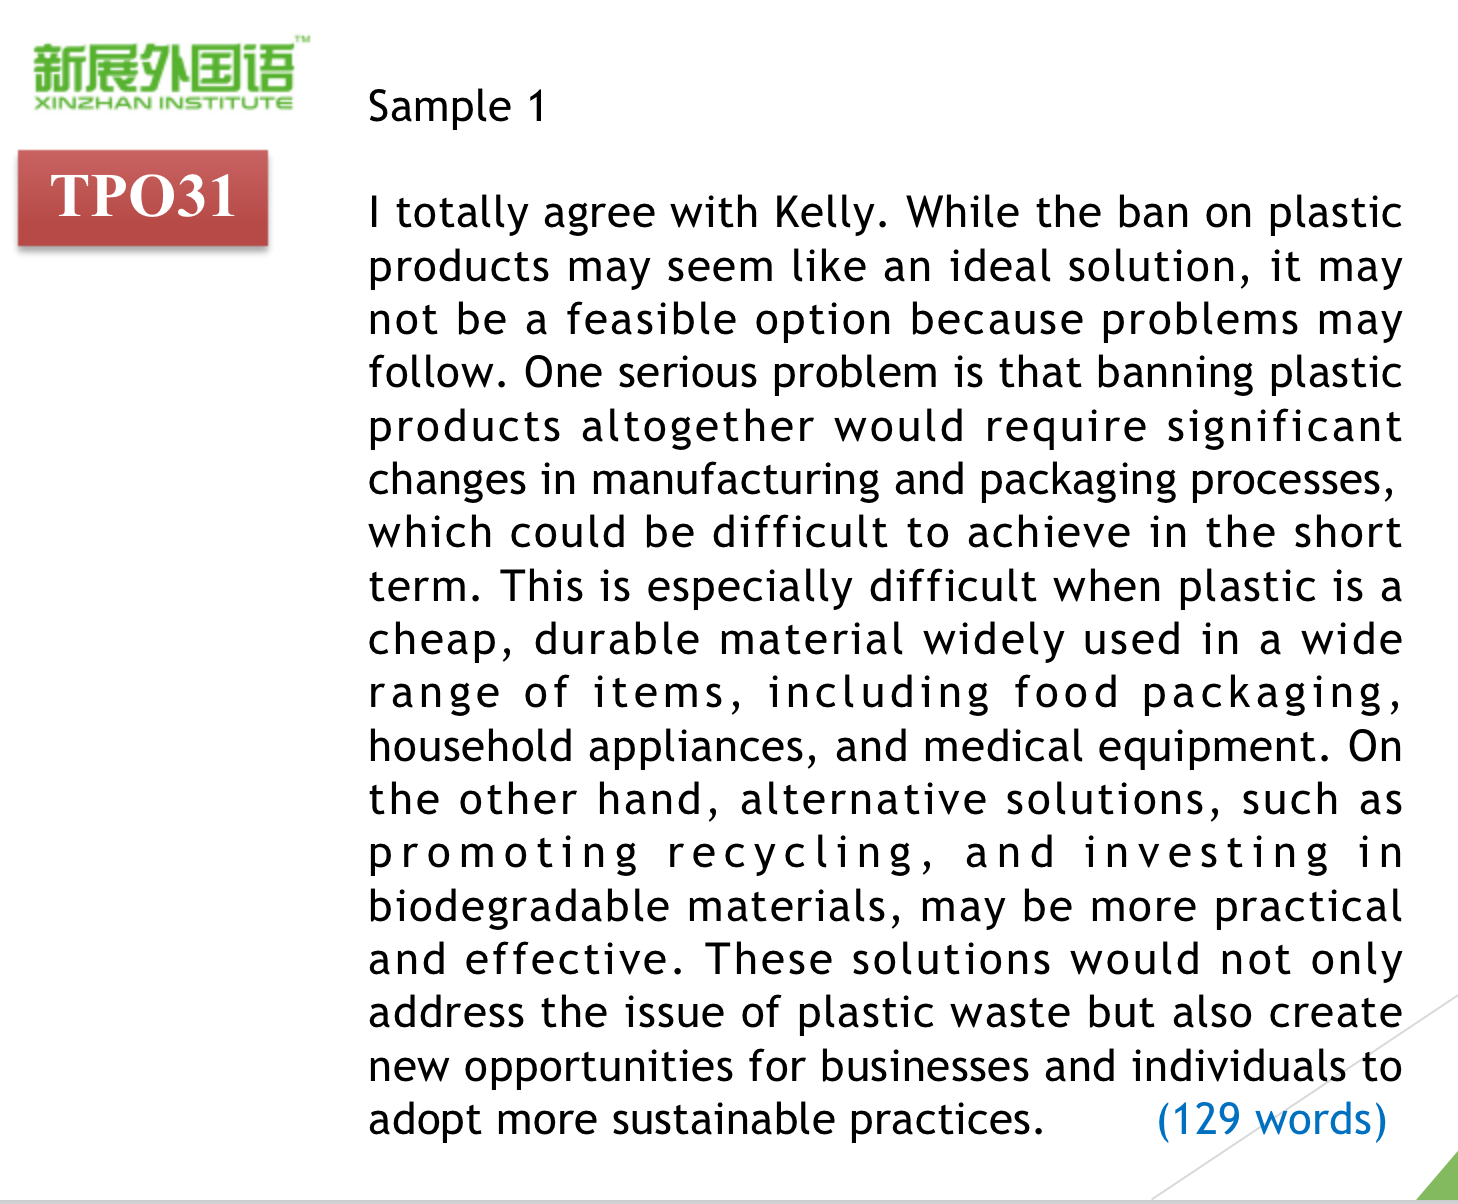 新展外国语™
XINZHAN INSTITUTE
TPO31
Sample 1
I totally agree with Kelly. While the ban on plastic
products may seem like an ideal solution, it may
not be a feasible option because problems may
follow. One serious problem is that banning plastic
products altogether would require significant
changes in manufacturing and packaging processes,
which could be difficult to achieve in the short
term. This is especially difficult when plastic is a
cheap, durable material widely used in a wide
range of items, including food packaging,
household appliances, and medical equipment. On
the other hand, alternative solutions, such as
promoting recycling, and investing in
biodegradable materials, may be more practical
and effective. These solutions would not only
address the issue of plastic waste but also create
new opportunities for businesses and individuals to
adopt more sustainable practices. (129 words)